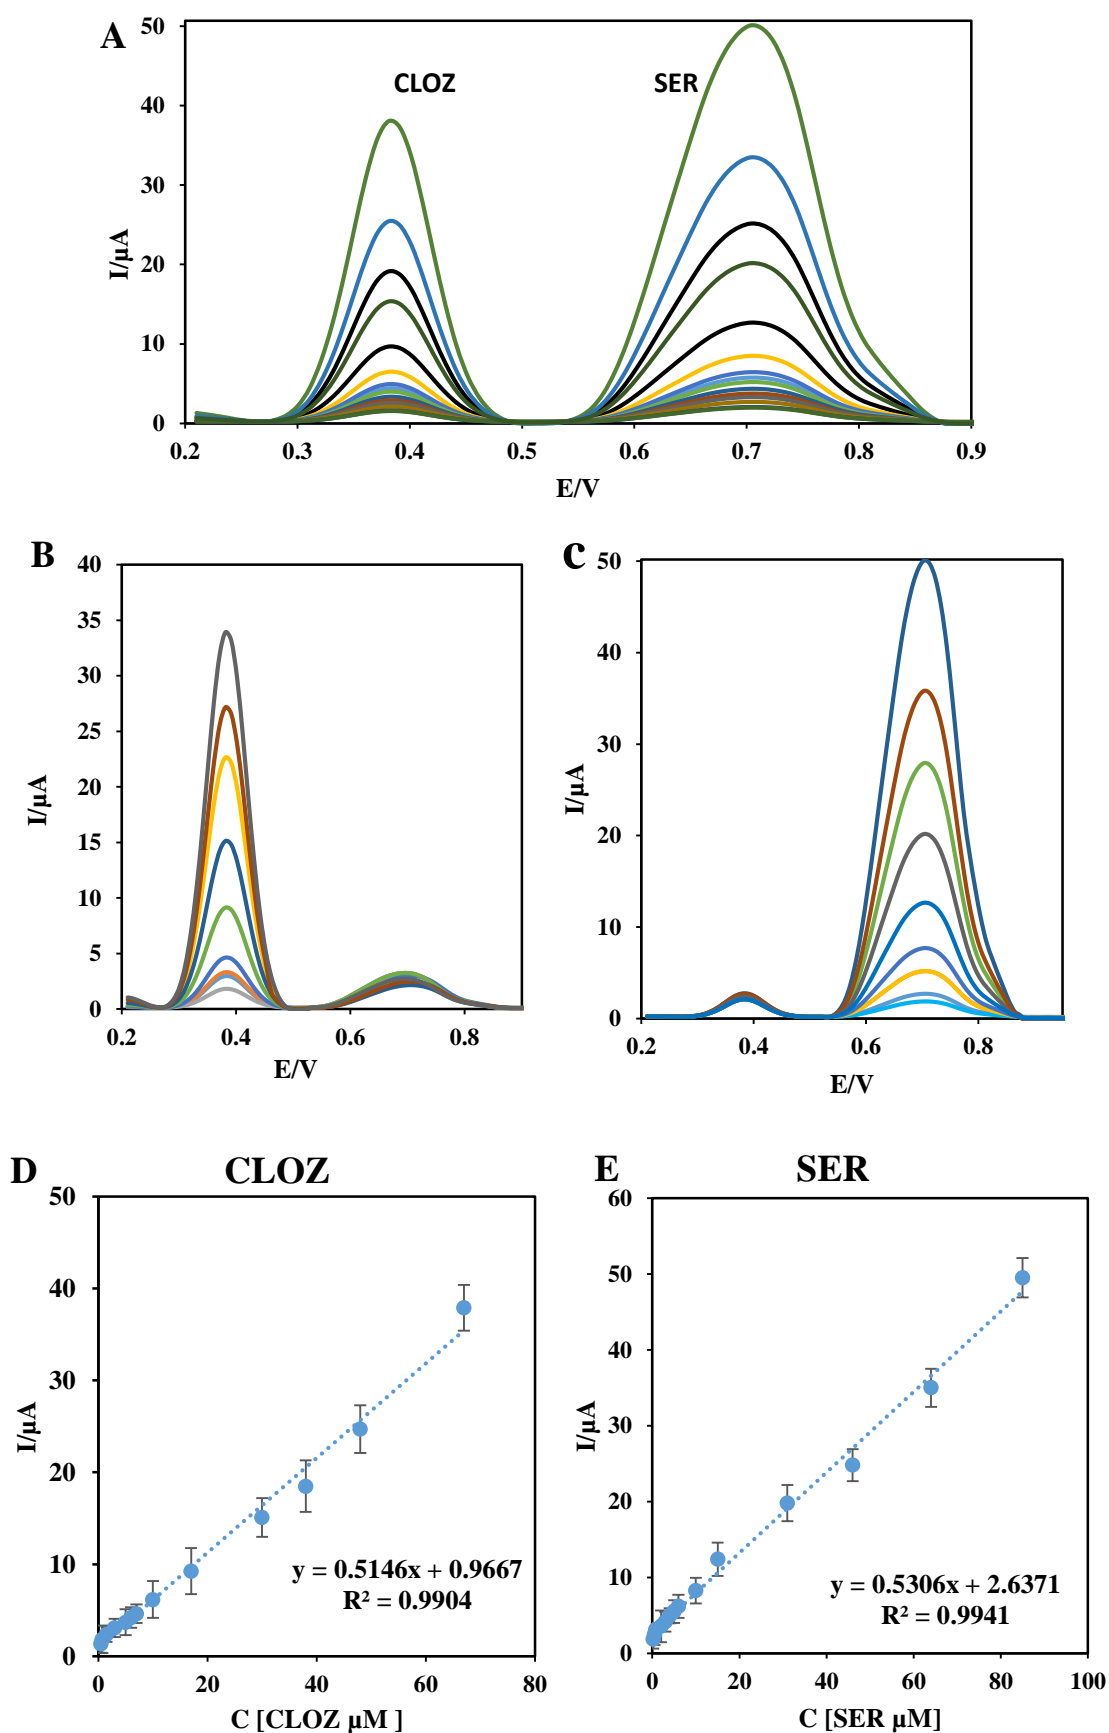 A
50
40
30
20
10
0
I/µA
CLOZ
SER
0.2 0.3 0.4 0.5 0.6 0.7 0.8 0.9
E/V
B
40
35
30
25
20
15
10
5
0
I/µA
0.2 0.4 0.6 0.8
E/V
c
50
40
30
20
10
0
I/µA
0.2 0.4 0.6 0.8
E/V
D
CLOZ
50
40
30
20
10
0
I/µA
y = 0.5146x + 0.9667
R² = 0.9904
0 20 40 60 80
C [CLOZ µM ]
E
SER
60
50
40
30
20
10
0
I/µA
y = 0.5306x + 2.6371
R² = 0.9941
0 20 40 60 80 100
C [SER µM]